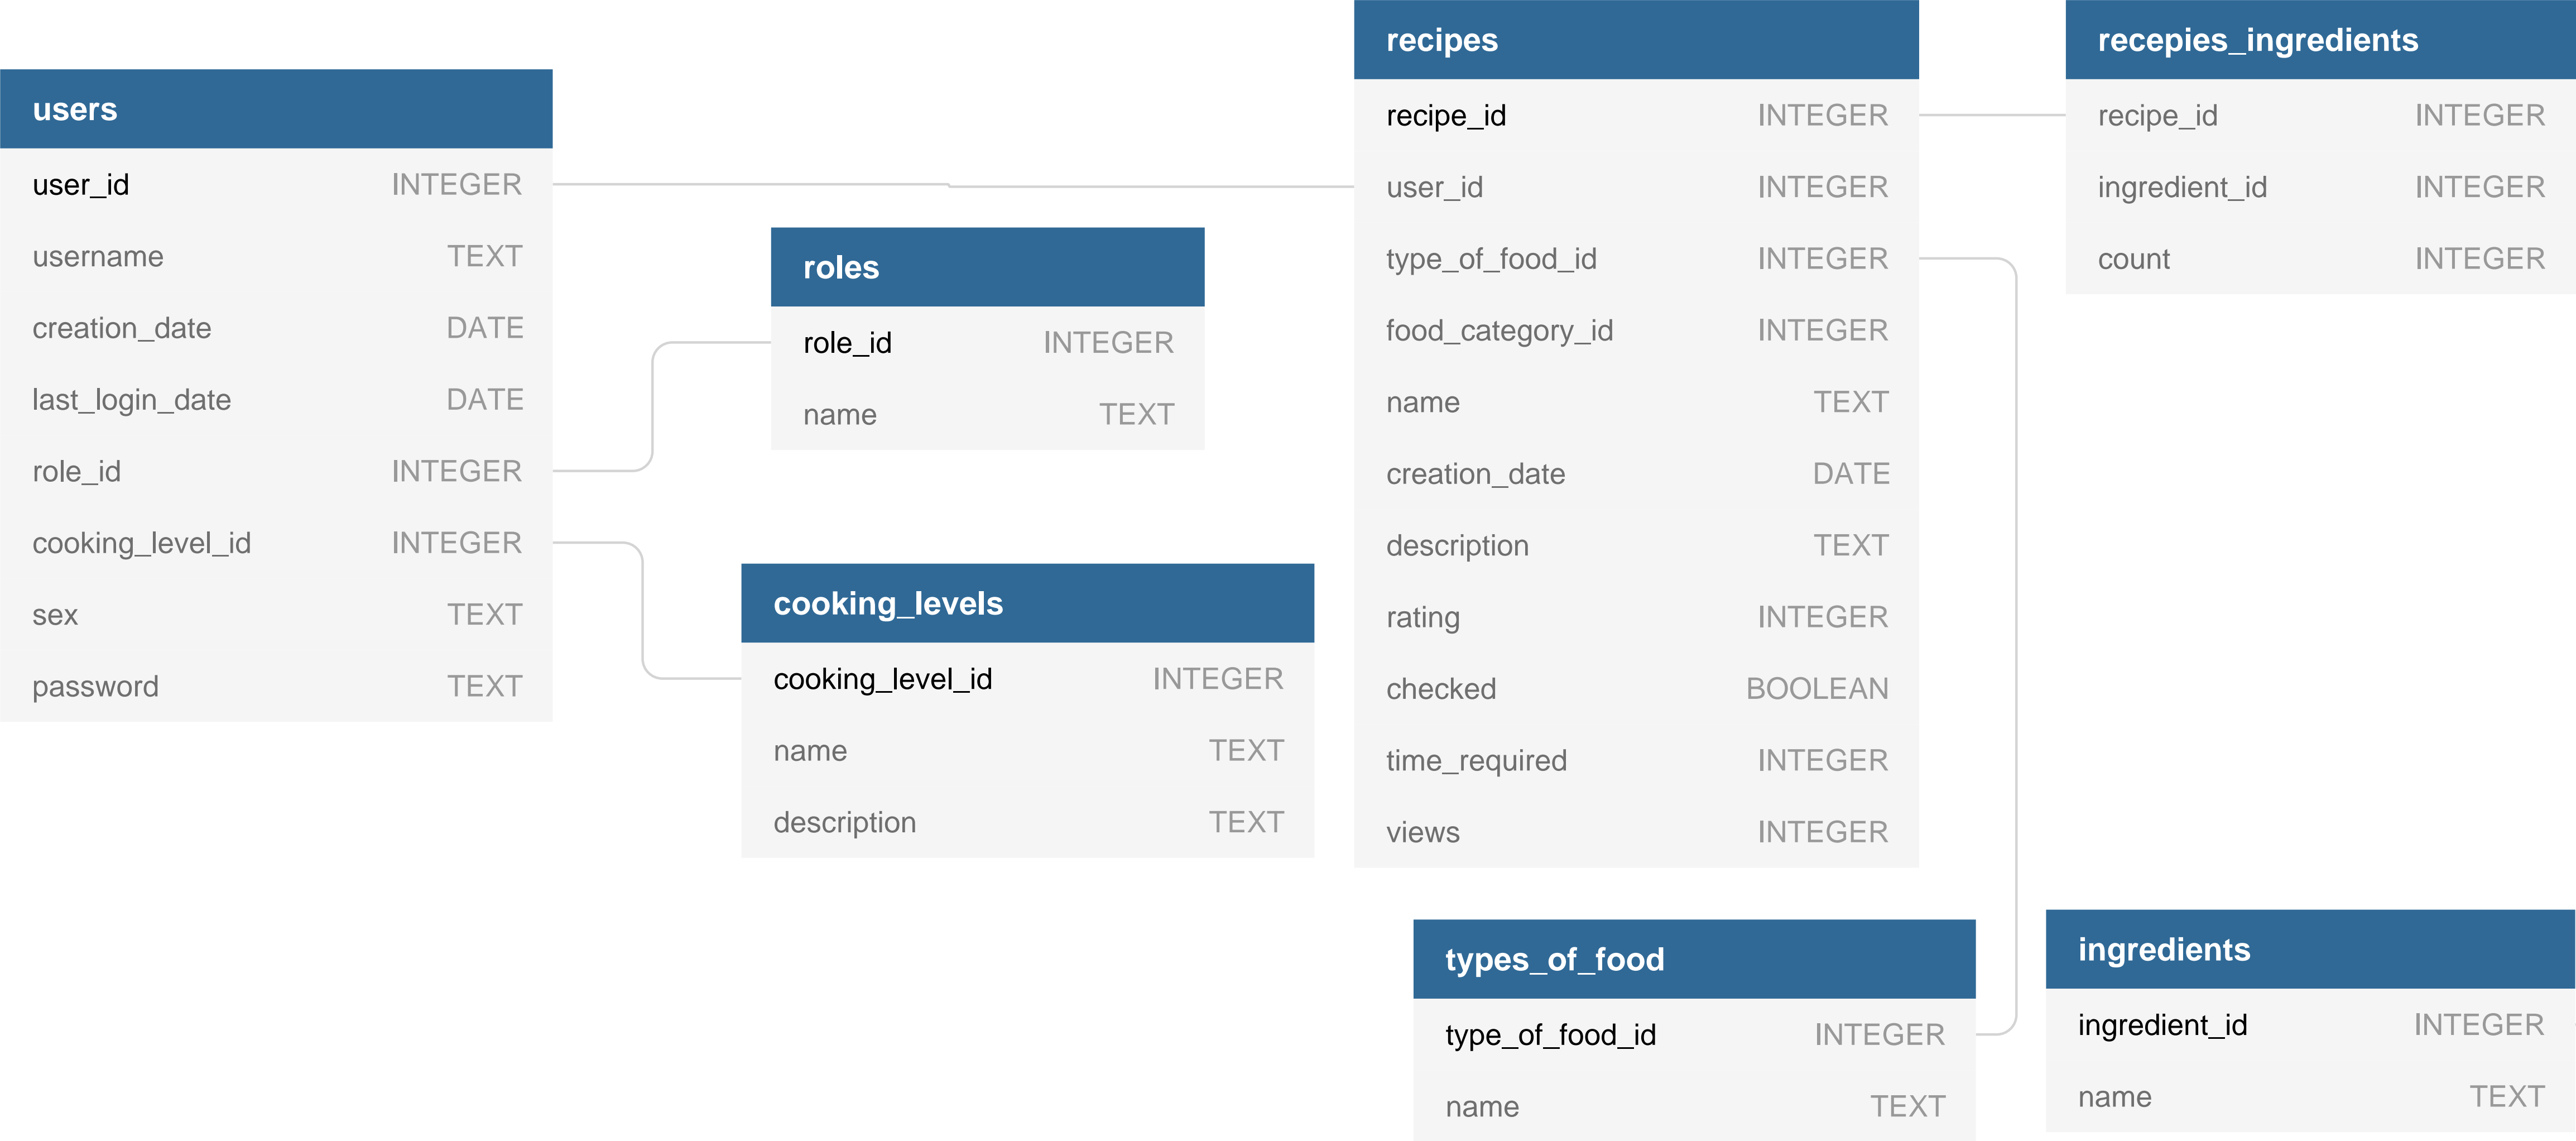 users
user_id INTEGER
username TEXT
creation_date DATE
last_login_date DATE
role_id INTEGER
cooking_level_id INTEGER
sex TEXT
password TEXT
roles
role_id INTEGER
name TEXT
cooking_levels
cooking_level_id INTEGER
name TEXT
description TEXT
recipes
recipe_id INTEGER
user_id INTEGER
type_of_food_id INTEGER
food_category_id INTEGER
name TEXT
creation_date DATE
description TEXT
rating INTEGER
checked BOOLEAN
time_required INTEGER
views INTEGER
recepies_ingredients
recipe_id INTEGER
ingredient_id INTEGER
count INTEGER
types_of_food
type_of_food_id INTEGER
name TEXT
ingredients
ingredient_id INTEGER
name TEXT